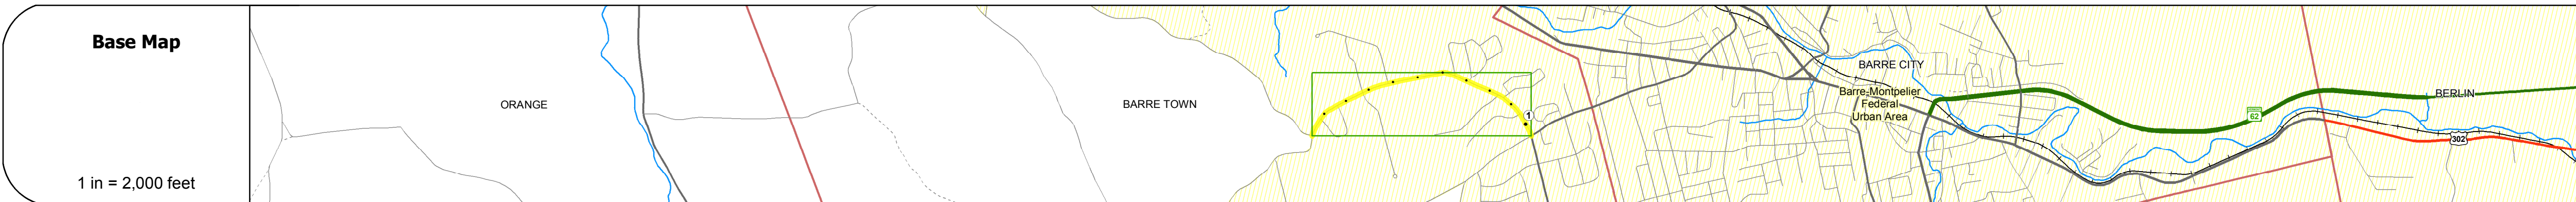 Base Map
1 in = 2,000 feet
ORANGE
BARRE TOWN
1
BARRE CITY
Barre-Montpelier
Federal
Urban Area
62
BERLIN
302